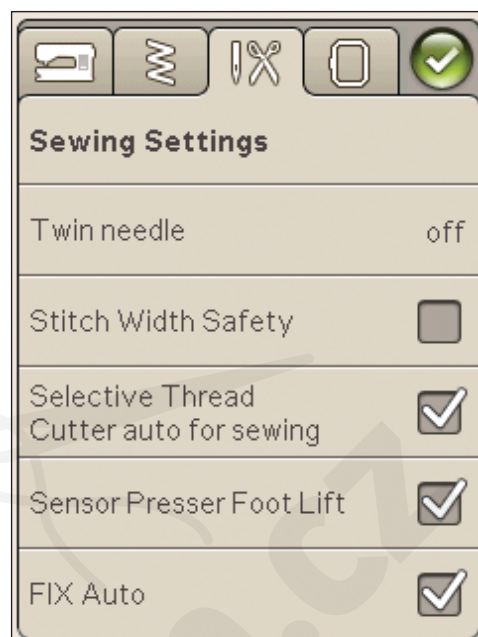 Sewing Settings
Twin needle off
Stitch Width Safety
Selective Thread
Cutter auto for sewing
Sensor Presser Foot Lift
FIX Auto